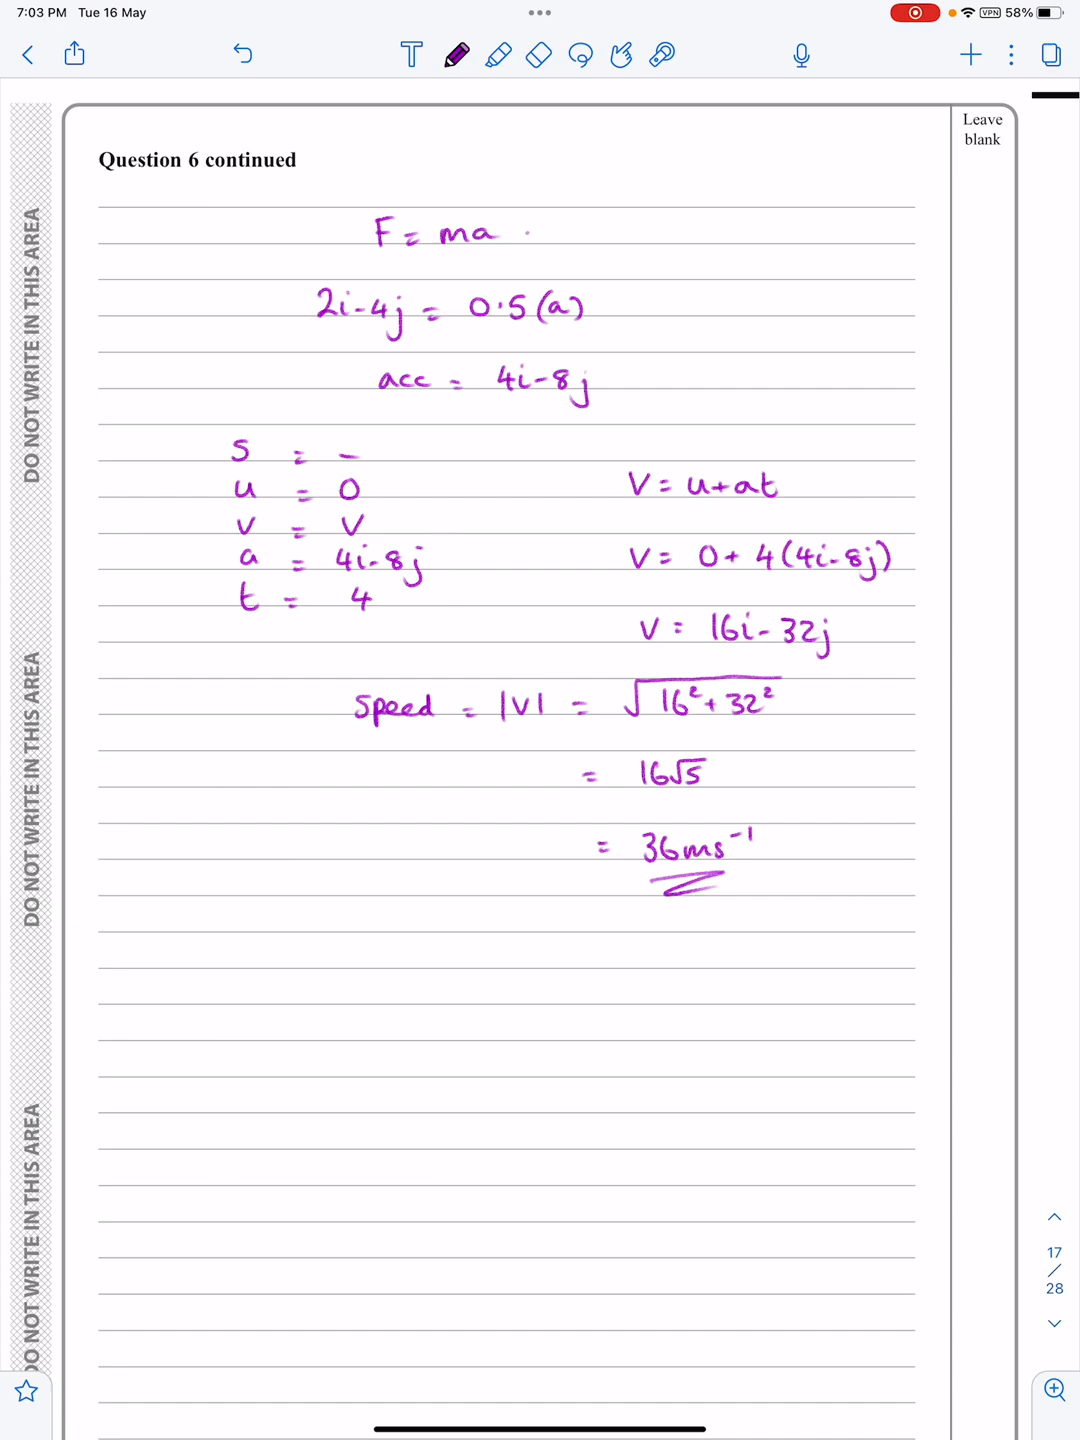 7:03 PM Tue 16 May
VPN 58%
T
Leave
blank
Question 6 continued
F = ma
2i-4j = 0.5(a)
acc = 4i-8j
S = -
u = 0
v = V
a = 4i-8j
t = 4
V = u+at
V = 0+ 4(4i-8j)
V = 16i-32j
Speed = |V| = √16²+32²
= 16√5
= 36ms⁻¹
DO NOT WRITE IN THIS AREA
DO NOT WRITE IN THIS AREA
DO NOT WRITE IN THIS AREA
17
/
28